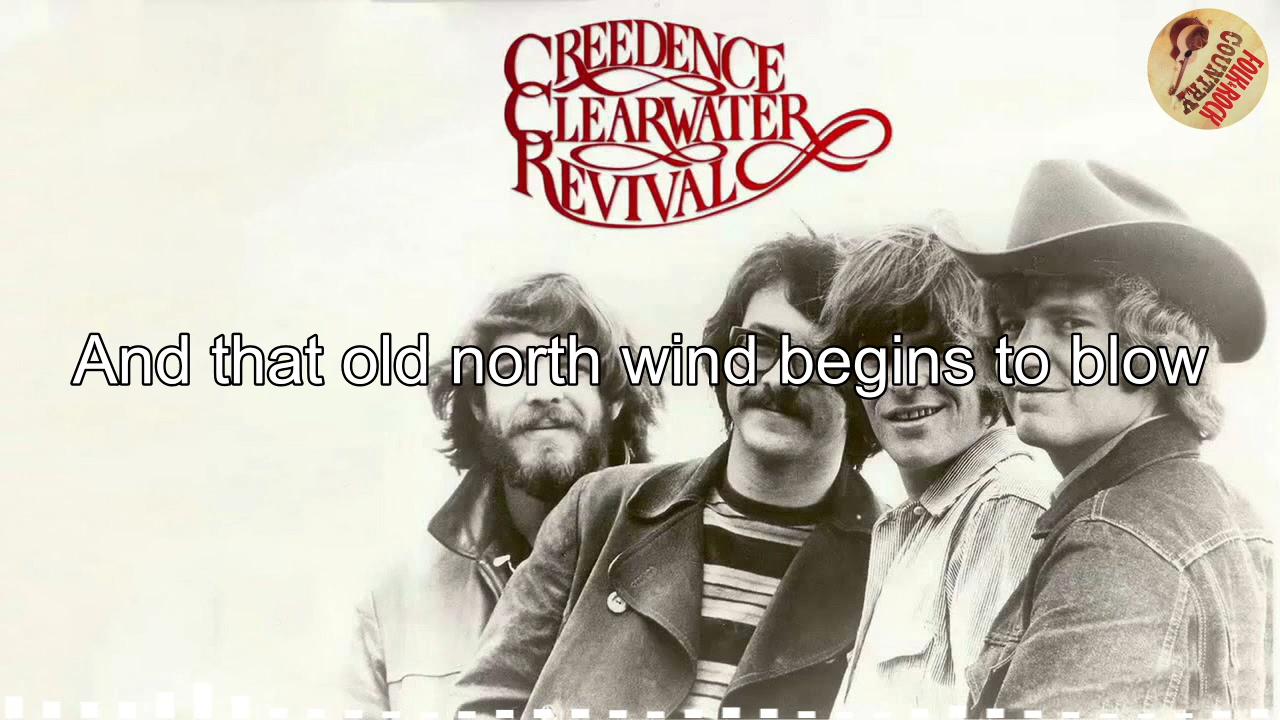 CREEDENCE
CLEARWATER
REVIVAL
FOLK & ROCK
COUNTRY
And that old north wind begins to blow